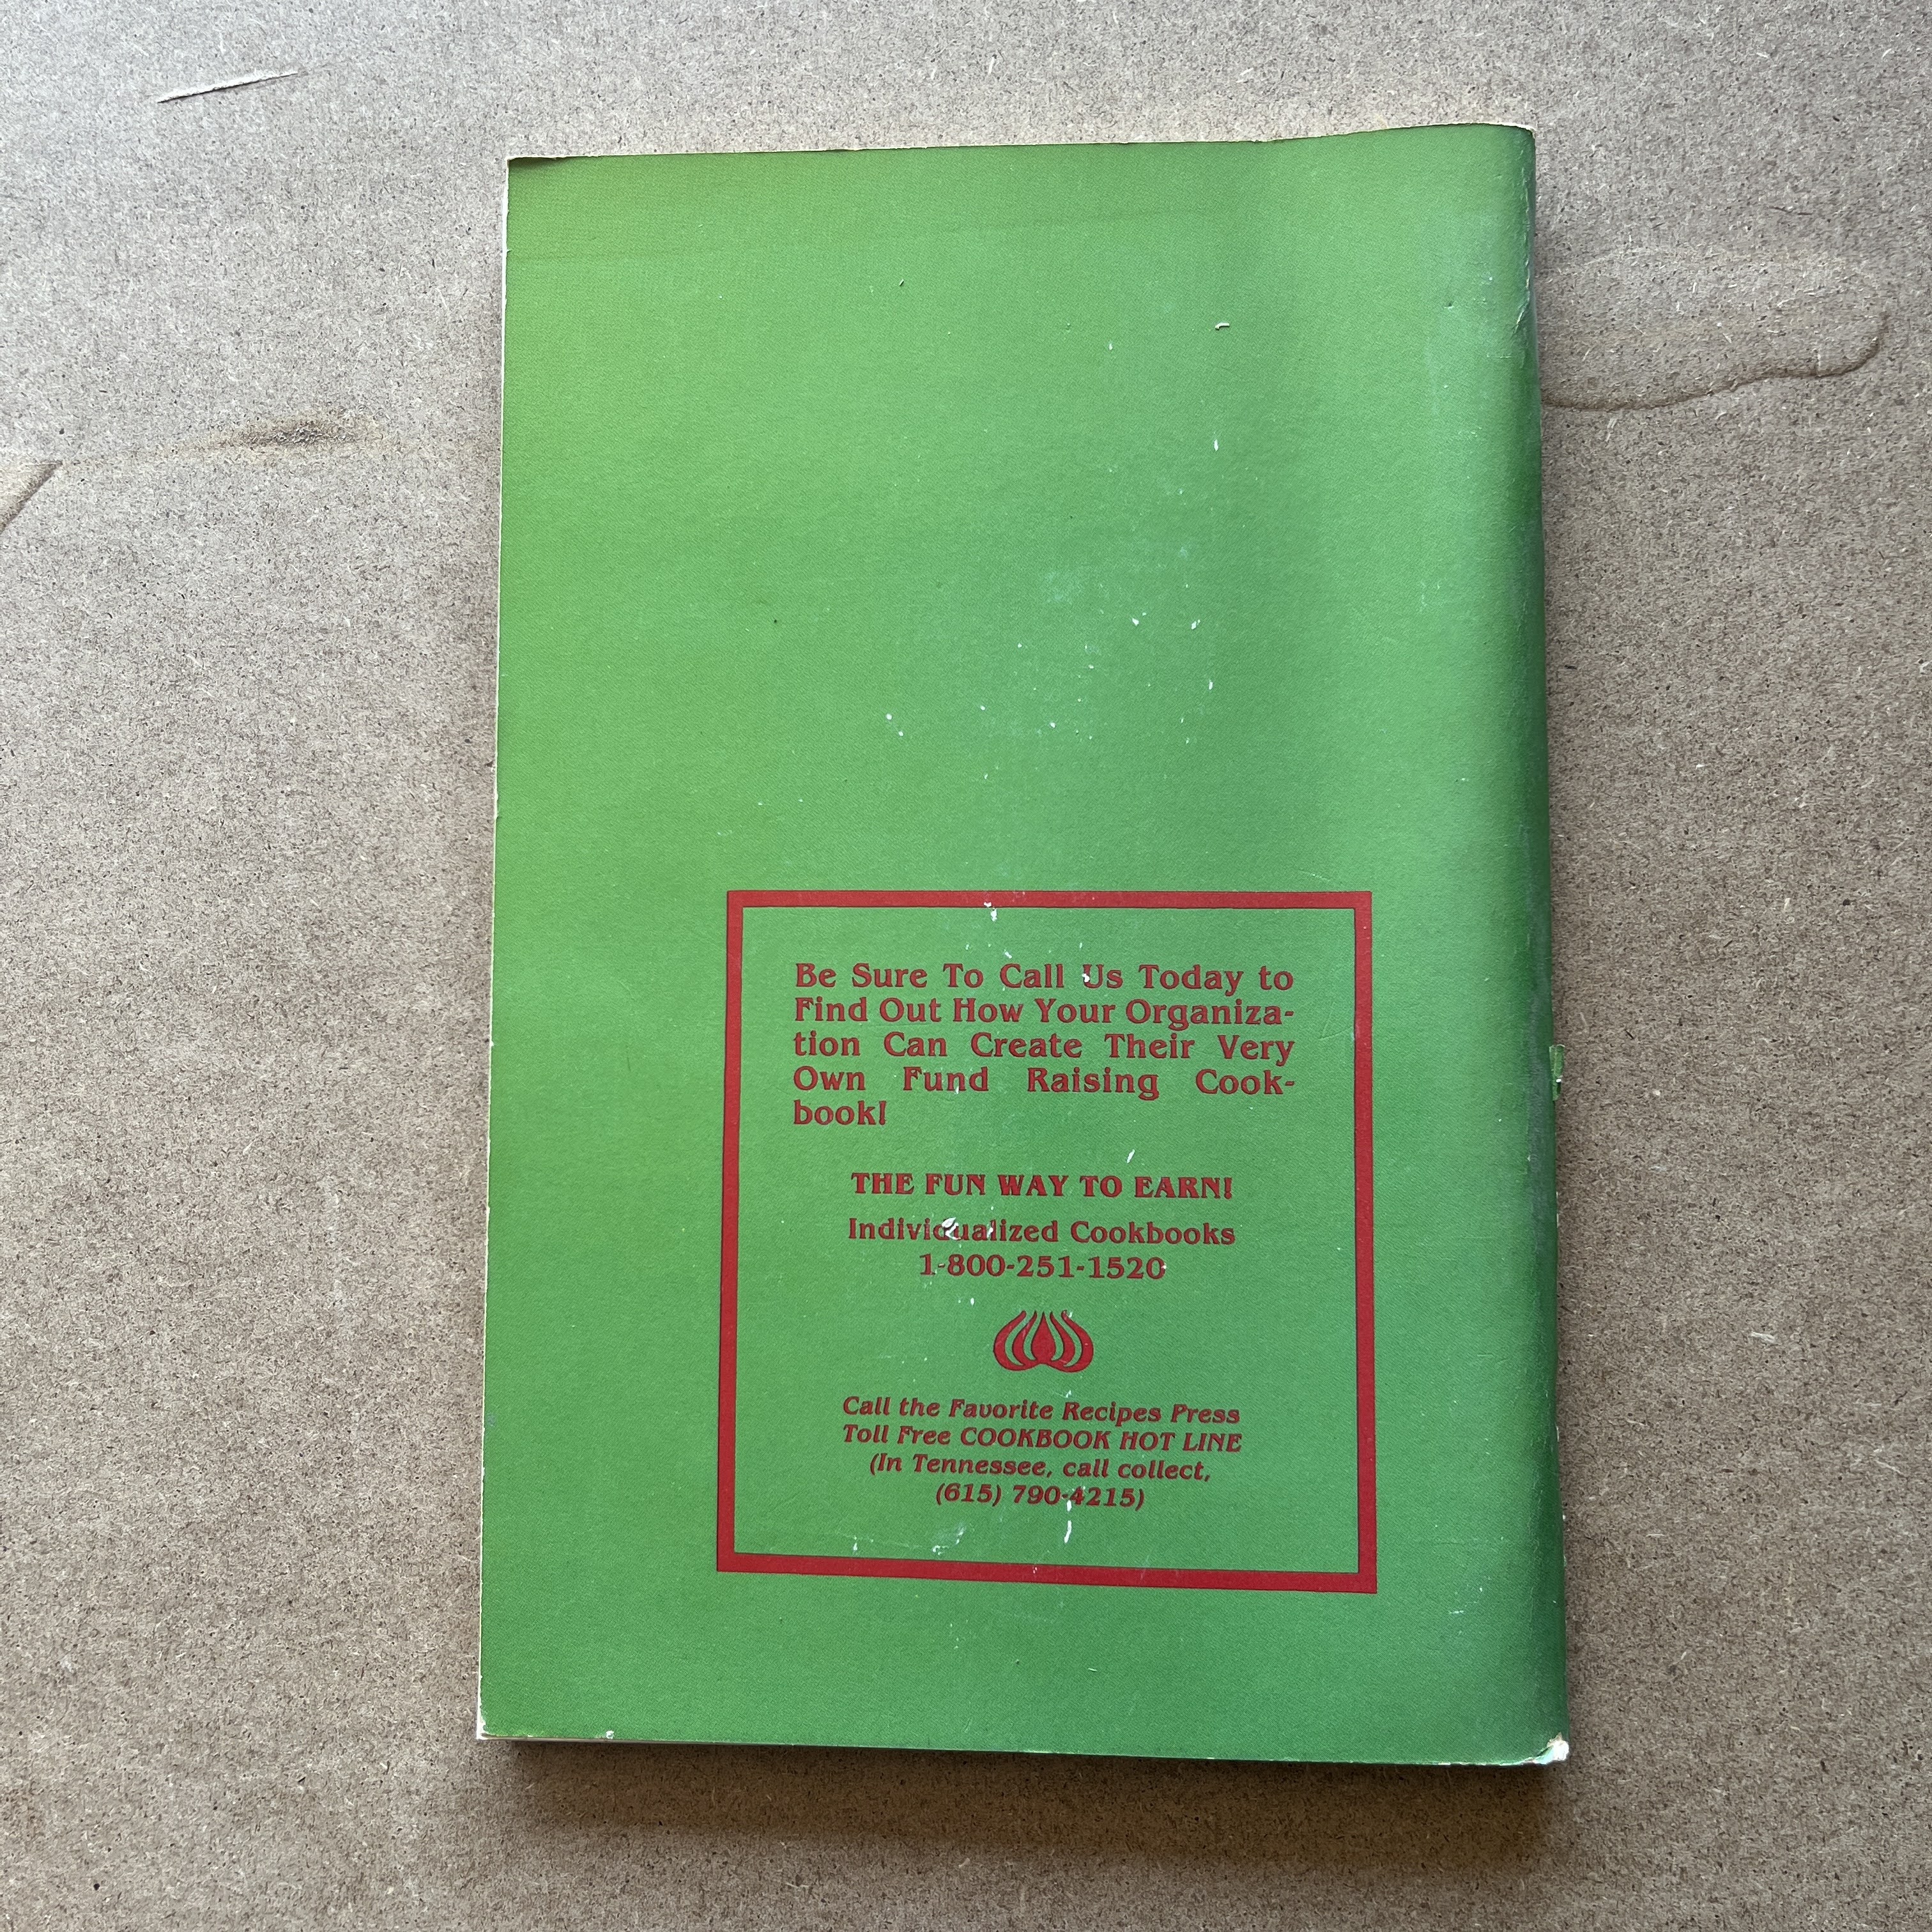 Be Sure To Call Us Today to
Find Out How Your Organiza-
tion Can Create Their Very
Own Fund Raising Cook-
book!
THE FUN WAY TO EARN!
Individualized Cookbooks
1-800-251-1520
Call the Favorite Recipes Press
Toll Free COOKBOOK HOT LINE
(In Tennessee, call collect,
(615) 790-4215)